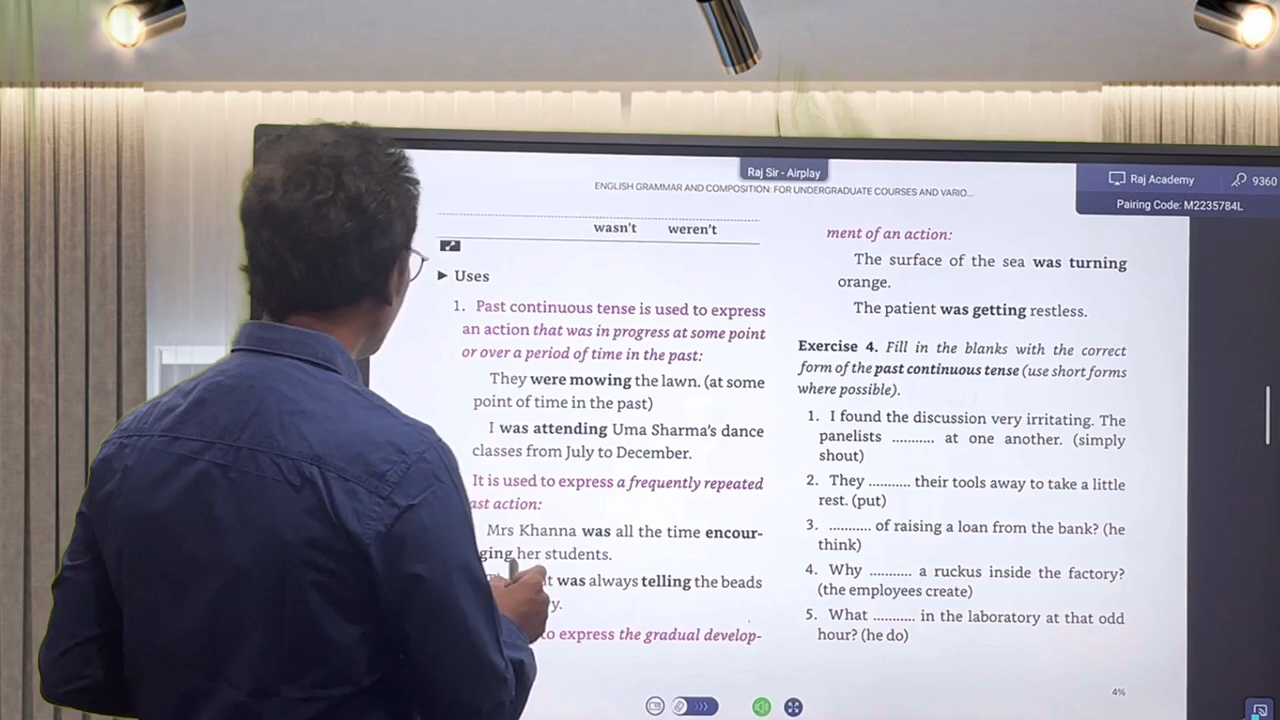 Raj Sir - Airplay
ENGLISH GRAMMAR AND COMPOSITION: FOR UNDERGRADUATE COURSES AND VARIO...
Raj Academy
9360
Pairing Code: M2235784L
wasn't weren't
► Uses
1. Past continuous tense is used to express
an action that was in progress at some point
or over a period of time in the past:
They were mowing the lawn. (at some
point of time in the past)
I was attending Uma Sharma's dance
classes from July to December.
It is used to express a frequently repeated
ast action:
Mrs Khanna was all the time encour-
ging her students.
t was always telling the beads
y.
to express the gradual develop-
ment of an action:
The surface of the sea was turning
orange.
The patient was getting restless.
Exercise 4. Fill in the blanks with the correct
form of the past continuous tense (use short forms
where possible).
1. I found the discussion very irritating. The
panelists ........... at one another. (simply
shout)
2. They ........... their tools away to take a little
rest. (put)
3. ........... of raising a loan from the bank? (he
think)
4. Why ........... a ruckus inside the factory?
(the employees create)
5. What ........... in the laboratory at that odd
hour? (he do)
4%